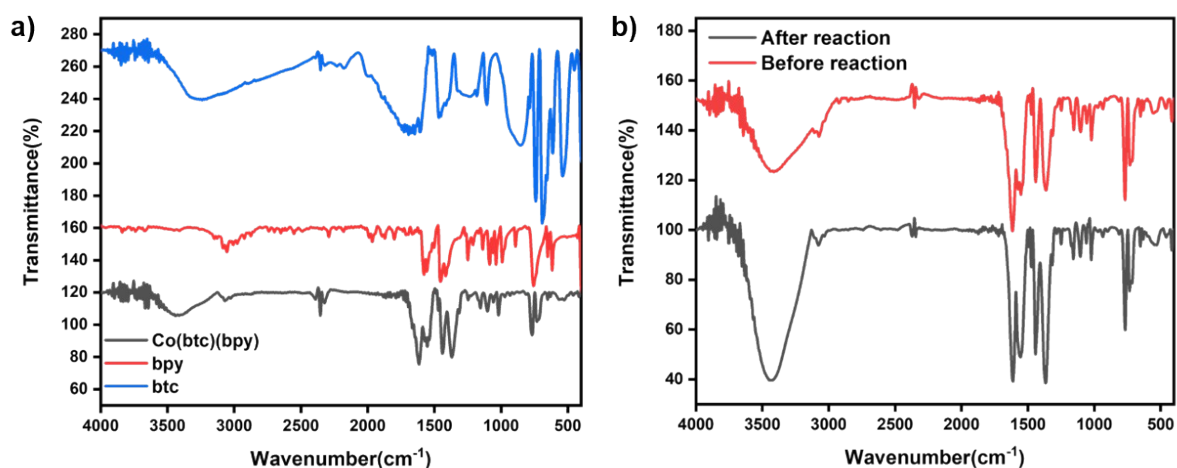 a)
Transmittance(%)
280
260
240
220
200
180
160
140
120
100
80
60
Co(btc)(bpy)
bpy
btc
4000 3500 3000 2500 2000 1500 1000 500
Wavenumber(cm-1)
b)
Transmittance(%)
180
160
140
120
100
80
60
40
After reaction
Before reaction
4000 3500 3000 2500 2000 1500 1000 500
Wavenumber(cm-1)